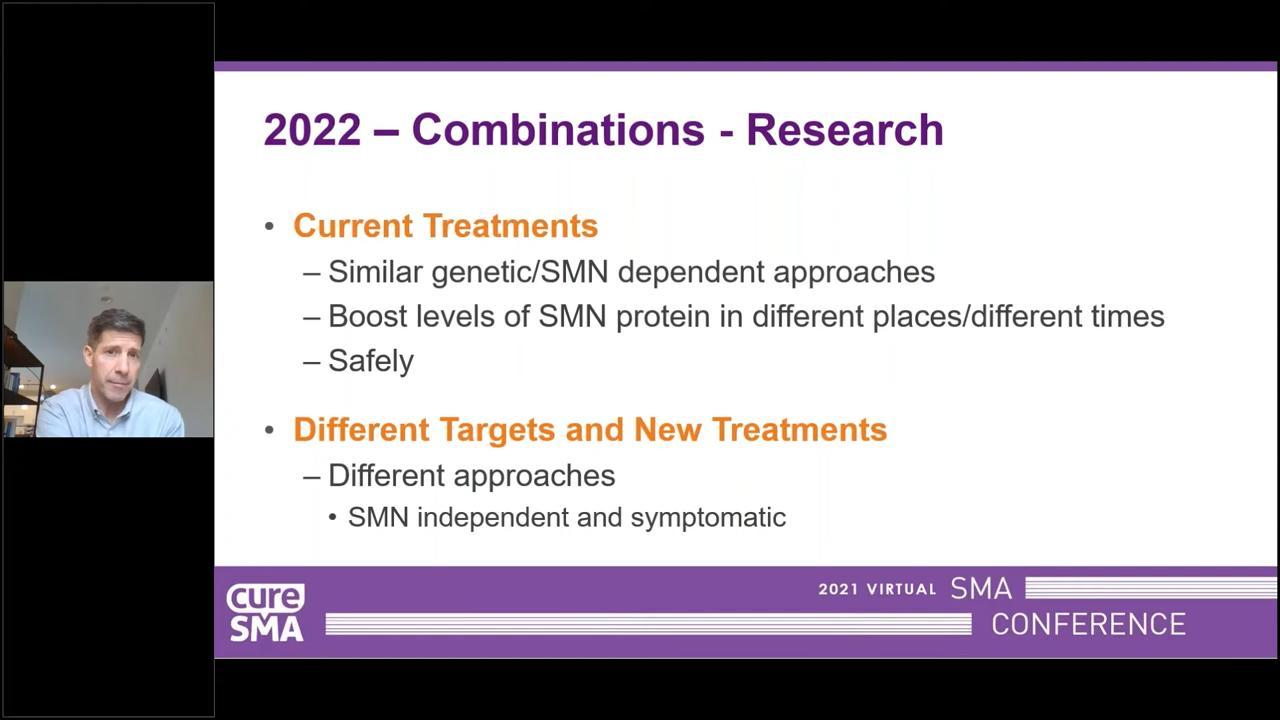 2022 – Combinations - Research
• Current Treatments
– Similar genetic/SMN dependent approaches
– Boost levels of SMN protein in different places/different times
– Safely
• Different Targets and New Treatments
– Different approaches
• SMN independent and symptomatic
cure
SMA
2021 VIRTUAL SMA
CONFERENCE